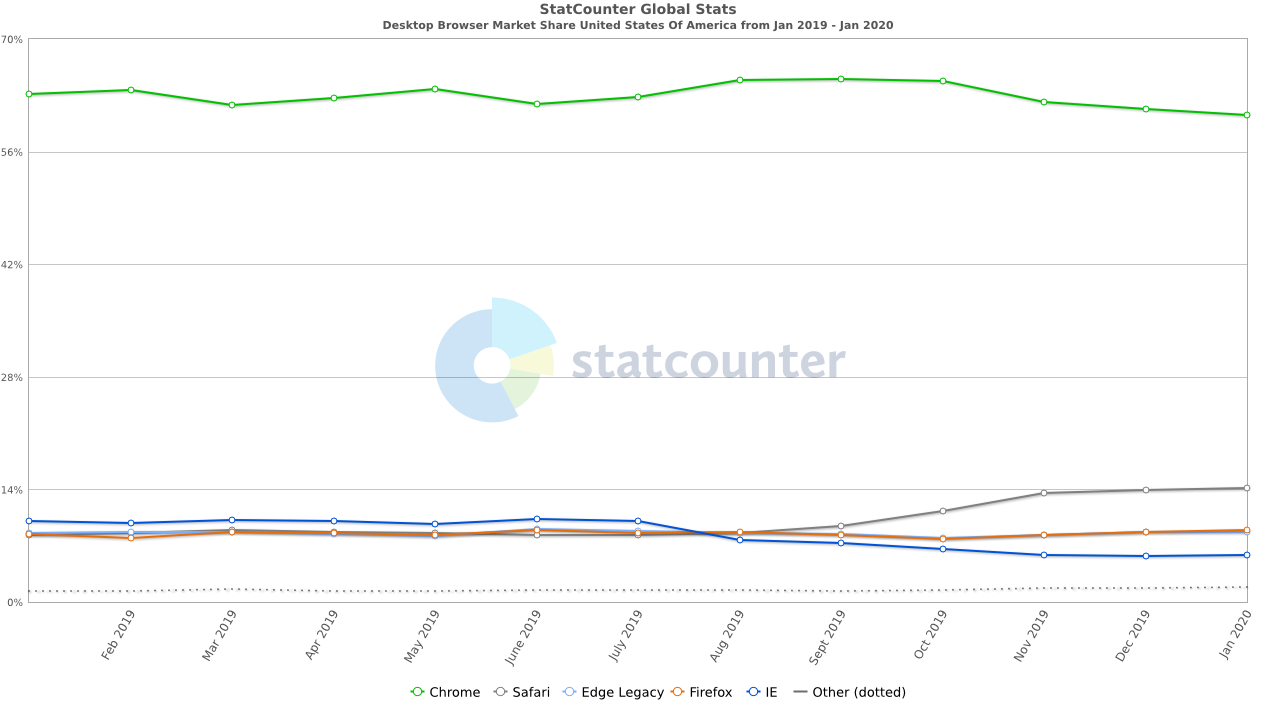 StatCounter Global Stats
Desktop Browser Market Share United States Of America from Jan 2019 - Jan 2020
70%
56%
42%
28%
14%
0%
statcounter
Feb 2019
Mar 2019
Apr 2019
May 2019
June 2019
July 2019
Aug 2019
Sept 2019
Oct 2019
Nov 2019
Dec 2019
Jan 2020
Chrome Safari Edge Legacy Firefox IE Other (dotted)